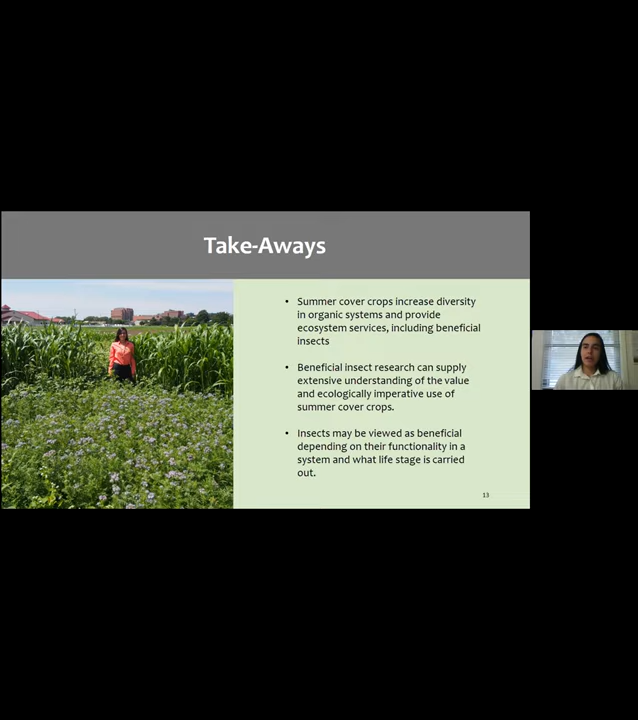 Take-Aways
• Summer cover crops increase diversity
in organic systems and provide
ecosystem services, including beneficial
insects
• Beneficial insect research can supply
extensive understanding of the value
and ecologically imperative use of
summer cover crops.
• Insects may be viewed as beneficial
depending on their functionality in a
system and what life stage is carried
out.
13